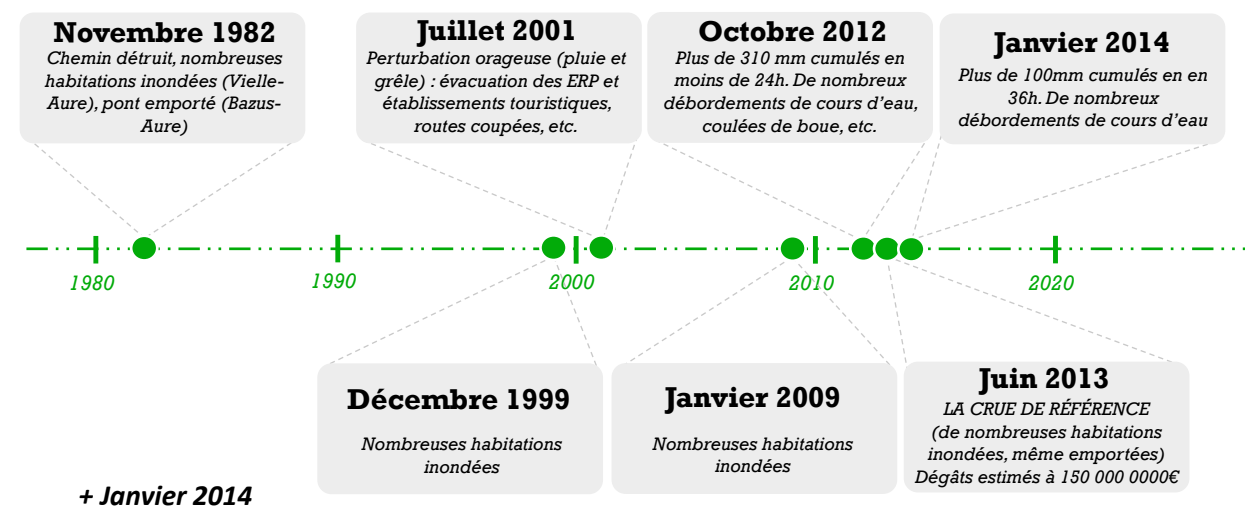 Novembre 1982
Chemin détruit, nombreuses
habitations inondées (Vielle-
Aure), pont emporté (Bazus-
Aure)
Juillet 2001
Perturbation orageuse (pluie et
grêle) : évacuation des ERP et
établissements touristiques,
routes coupées, etc.
Octobre 2012
Plus de 310 mm cumulés en
moins de 24h. De nombreux
débordements de cours d'eau,
coulées de boue, etc.
Janvier 2014
Plus de 100mm cumulés en en
36h. De nombreux
débordements de cours d'eau
1980
1990
2000
2010
2020
Décembre 1999
Nombreuses habitations
inondées
Janvier 2009
Nombreuses habitations
inondées
Juin 2013
LA CRUE DE RÉFÉRENCE
(de nombreuses habitations
inondées, même emportées)
Dégâts estimés à 150 000 0000€
+ Janvier 2014